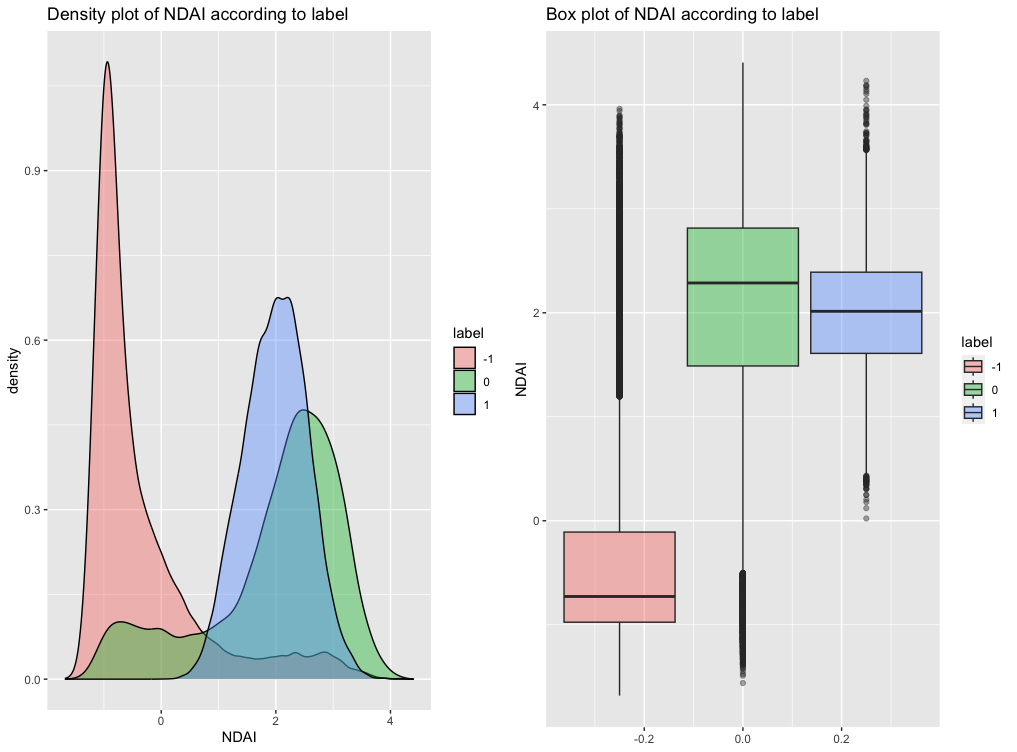 Density plot of NDAI according to label
0.9
0.6
0.3
0.0
density
0
2
4
NDAI
label
-1
0
1
Box plot of NDAI according to label
4
2
0
NDAI
-0.2
0.0
0.2
label
-1
0
1